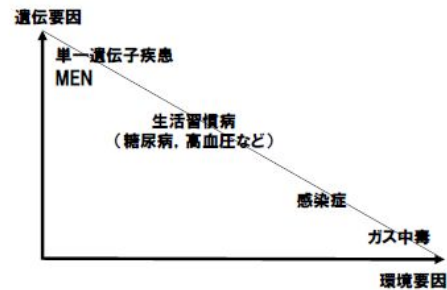 遺伝要因
単一遺伝子疾患
MEN
生活習慣病
（糖尿病，高血圧など）
感染症
ガス中毒
環境要因